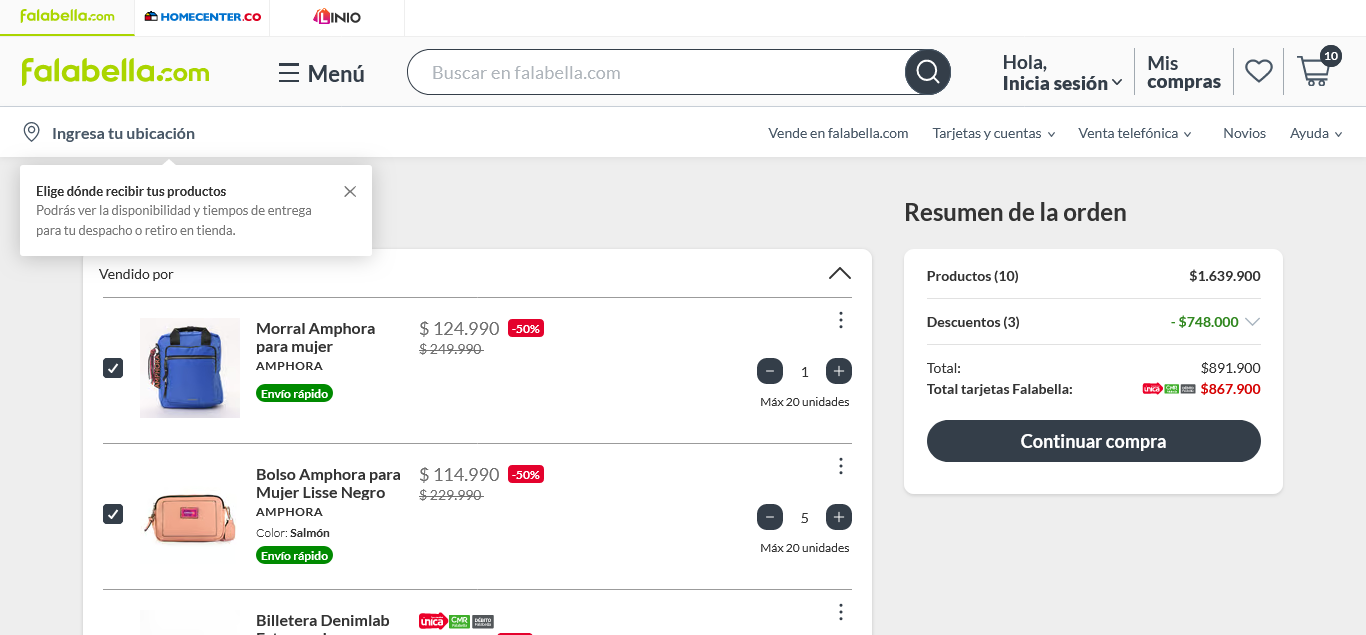 falabella.com
HOMECENTER.CO
LINIO
falabella.com
Menú
Buscar en falabella.com
Hola,
Inicia sesión
Mis
compras
10
Ingresa tu ubicación
Vende en falabella.com
Tarjetas y cuentas
Venta telefónica
Novios
Ayuda
Elige dónde recibir tus productos
Podrás ver la disponibilidad y tiempos de entrega
para tu despacho o retiro en tienda.
Vendido por
Morral Amphora
para mujer
AMPHORA
Envío rápido
$ 124.990 -50%
$ 249.990
1
Máx 20 unidades
Bolso Amphora para
Mujer Lisse Negro
AMPHORA
Color: Salmón
Envío rápido
$ 114.990 -50%
$ 229.990
5
Máx 20 unidades
Billetera Denimlab
única CMR DÉBITO
Resumen de la orden
Productos (10) $1.639.900
Descuentos (3) - $748.000
Total: $891.900
Total tarjetas Falabella: única CMR $867.900
Continuar compra